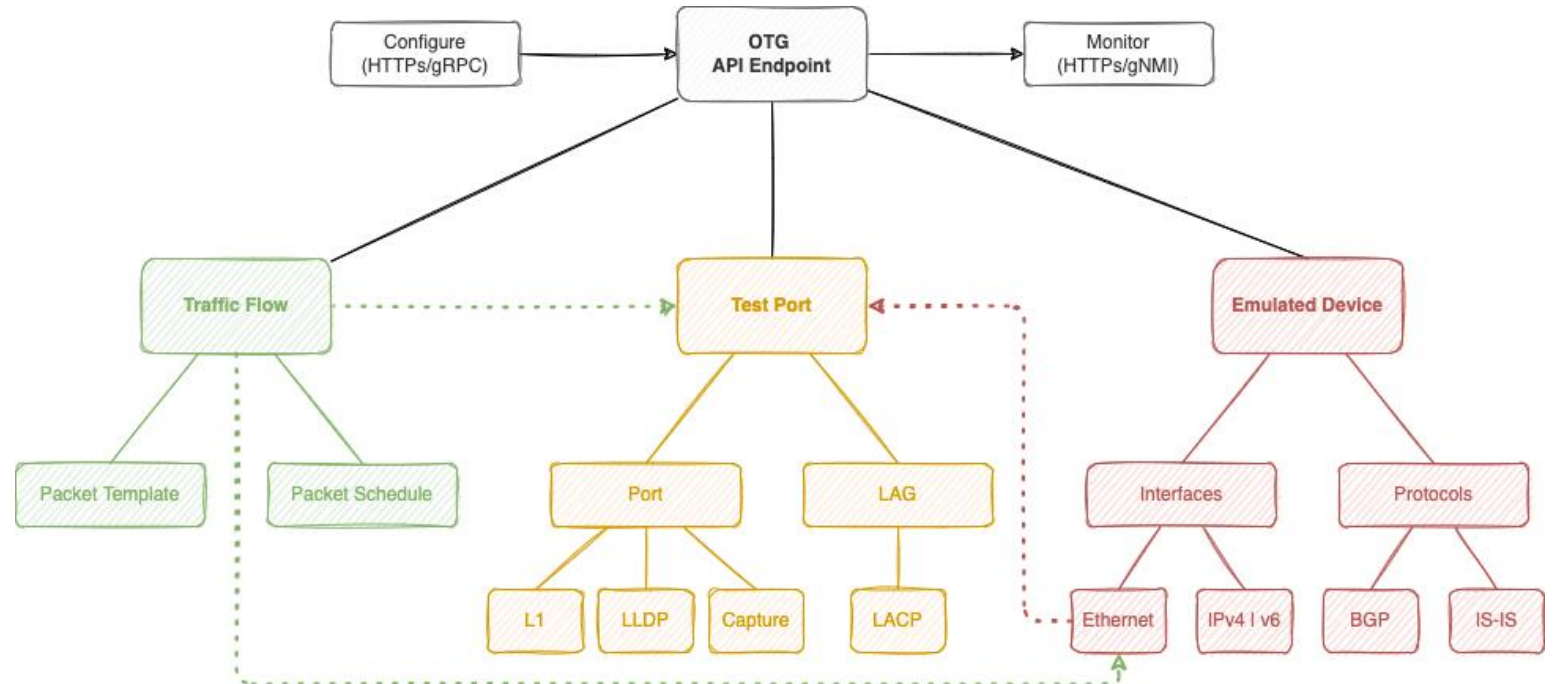 Configure
(HTTPs/gRPC)
OTG
API Endpoint
Monitor
(HTTPs/gNMI)
Traffic Flow
Test Port
Emulated Device
Packet Template
Packet Schedule
Port
LAG
Interfaces
Protocols
L1
LLDP
Capture
LACP
Ethernet
IPv4 | v6
BGP
IS-IS